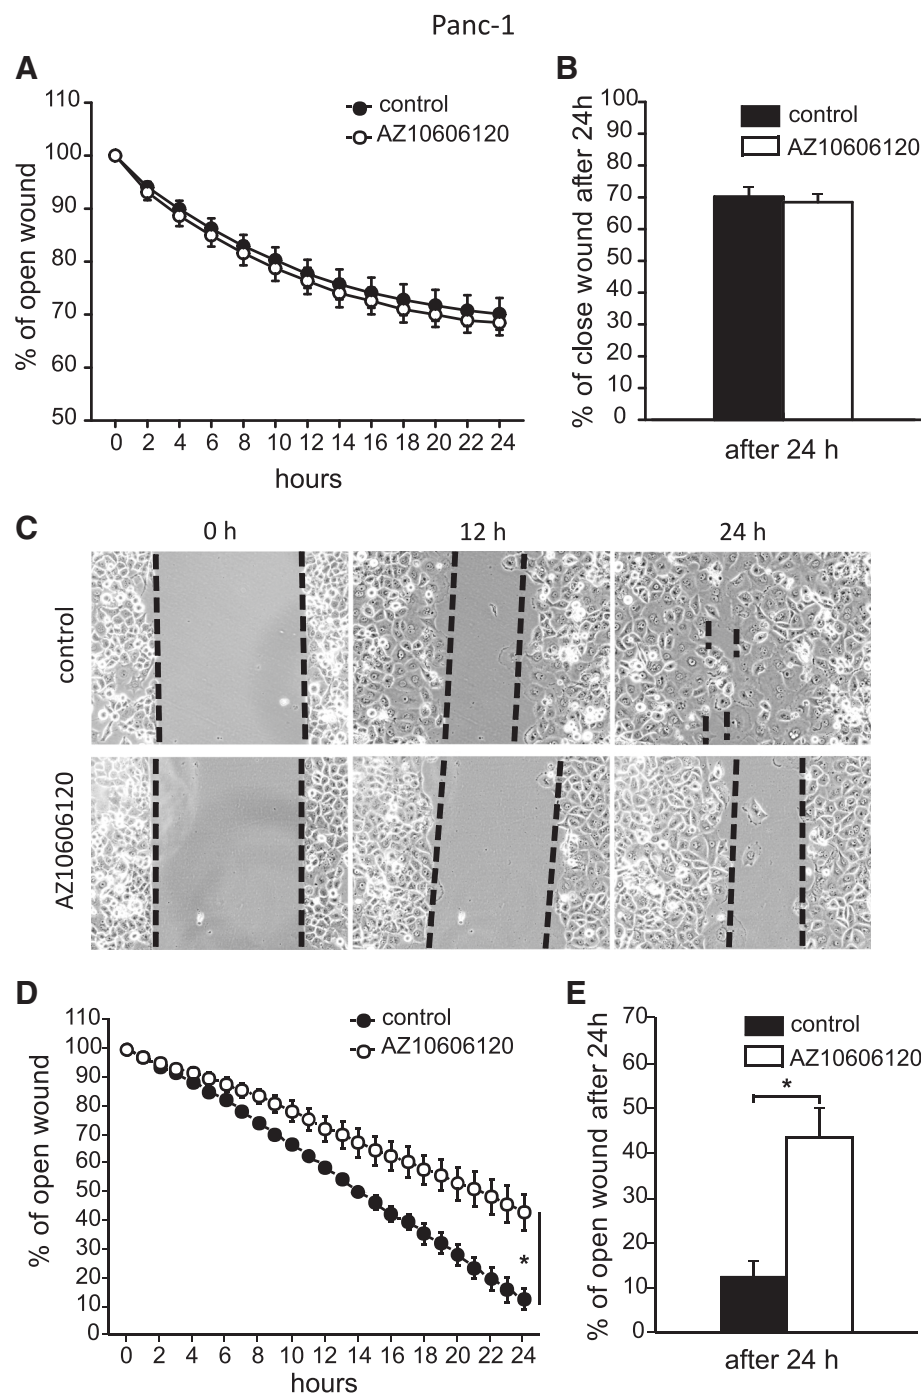 Panc-1
A
110
100
90
80
70
60
50
% of open wound
control
AZ10606120
0 2 4 6 8 10 12 14 16 18 20 22 24
hours
B
100
90
80
70
60
50
40
30
20
10
0
% of close wound after 24h
control
AZ10606120
after 24 h
C
0 h 12 h 24 h
control
AZ10606120
D
110
100
90
80
70
60
50
40
30
20
10
0
% of open wound
control
AZ10606120
*
0 2 4 6 8 10 12 14 16 18 20 22 24
hours
E
70
60
50
40
30
20
10
0
% of open wound after 24h
control
AZ10606120
*
after 24 h